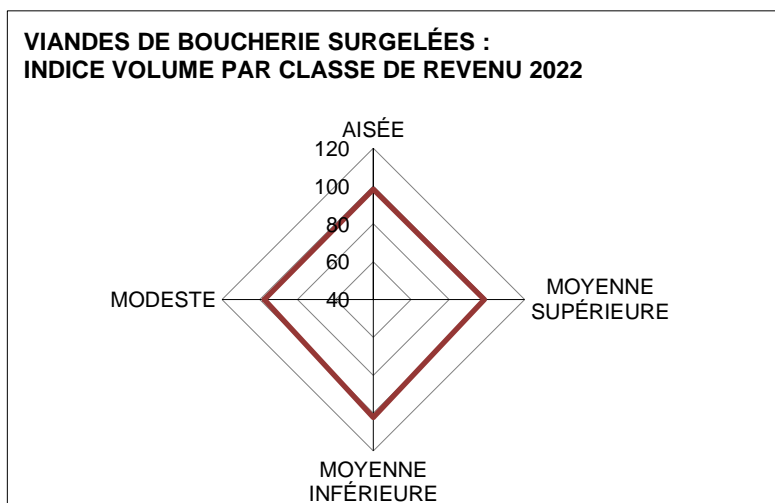 VIANDES DE BOUCHERIE SURGELÉES :
INDICE VOLUME PAR CLASSE DE REVENU 2022
AISÉE
120
100
80
60
40
MODESTE
MOYENNE
SUPÉRIEURE
MOYENNE
INFÉRIEURE